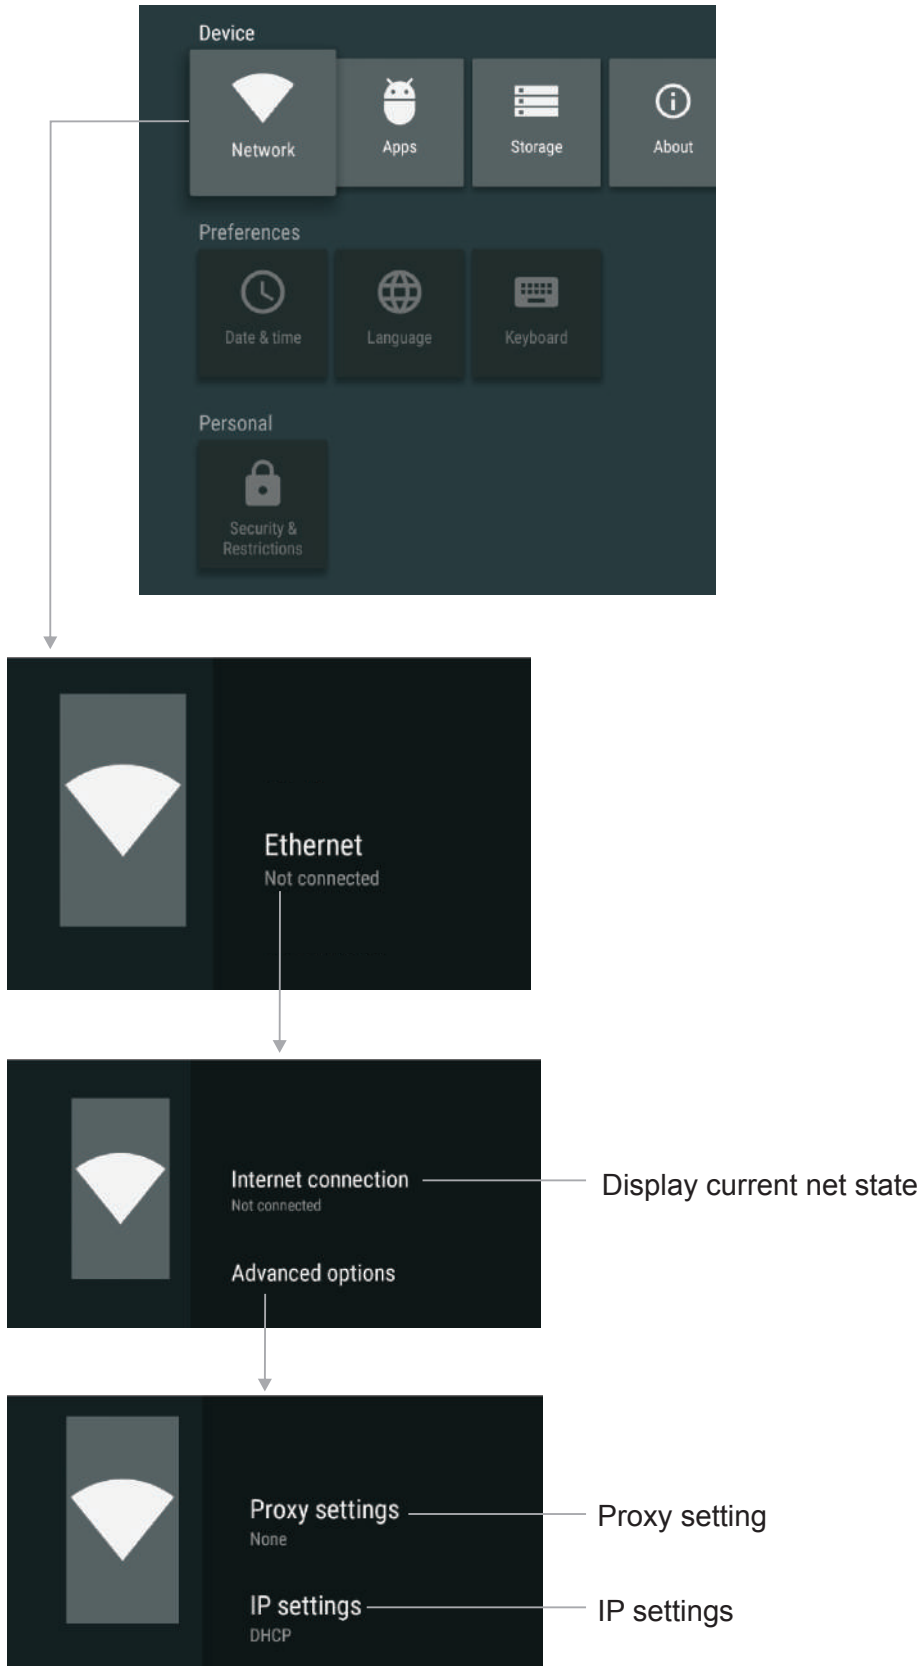 Device
Network
Apps
Storage
About
Preferences
Date & time
Language
Keyboard
Personal
Security &
Restrictions
Ethernet
Not connected
Internet connection
Display current net state
Not connected
Advanced options
Proxy settings
Proxy setting
None
IP settings
IP settings
DHCP